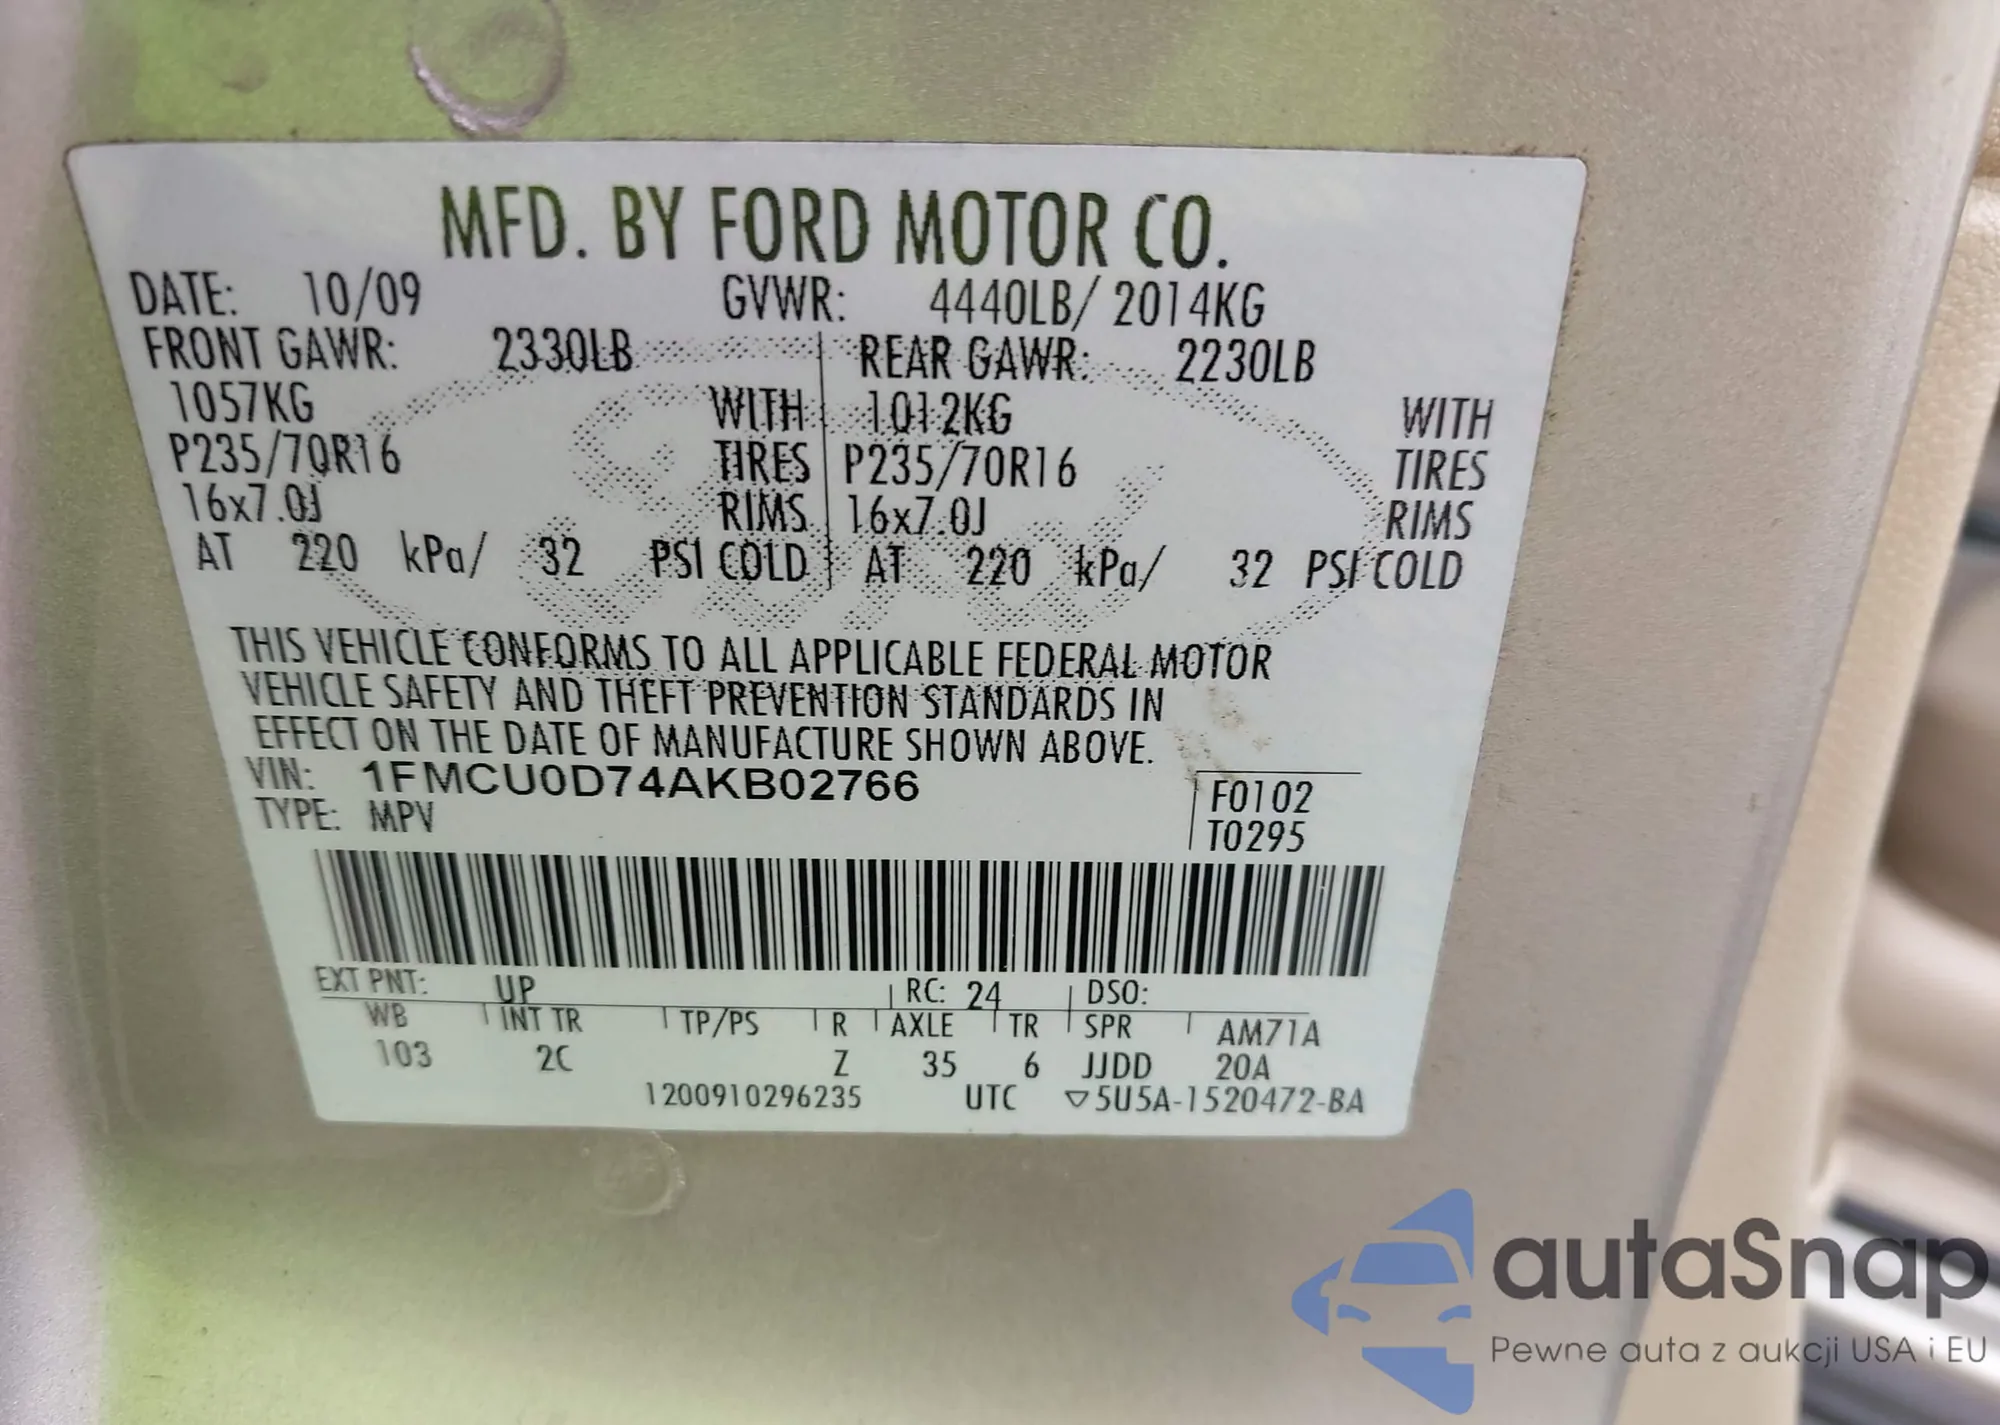 MFD. BY FORD MOTOR CO.
DATE: 10/09 GVWR: 4440LB/ 2014KG
FRONT GAWR: 2330LB REAR GAWR: 2230LB
1057KG WITH 1012KG WITH
P235/70R16 TIRES P235/70R16 TIRES
16x7.0J RIMS 16x7.0J RIMS
AT 220 kPa/ 32 PSI COLD AT 220 kPa/ 32 PSI COLD
THIS VEHICLE CONFORMS TO ALL APPLICABLE FEDERAL MOTOR
VEHICLE SAFETY AND THEFT PREVENTION STANDARDS IN
EFFECT ON THE DATE OF MANUFACTURE SHOWN ABOVE.
VIN: 1FMCU0D74AKB02766
TYPE: MPV
F0102
T0295
EXT PNT: UP RC: 24 DSO:
WB INT TR TP/PS R AXLE TR SPR AM71A
103 2C Z 35 6 JJDD 20A
1200910296235 UTC ▽5U5A-1520472-BA
autaSnap
Pewne auta z aukcji USA i EU